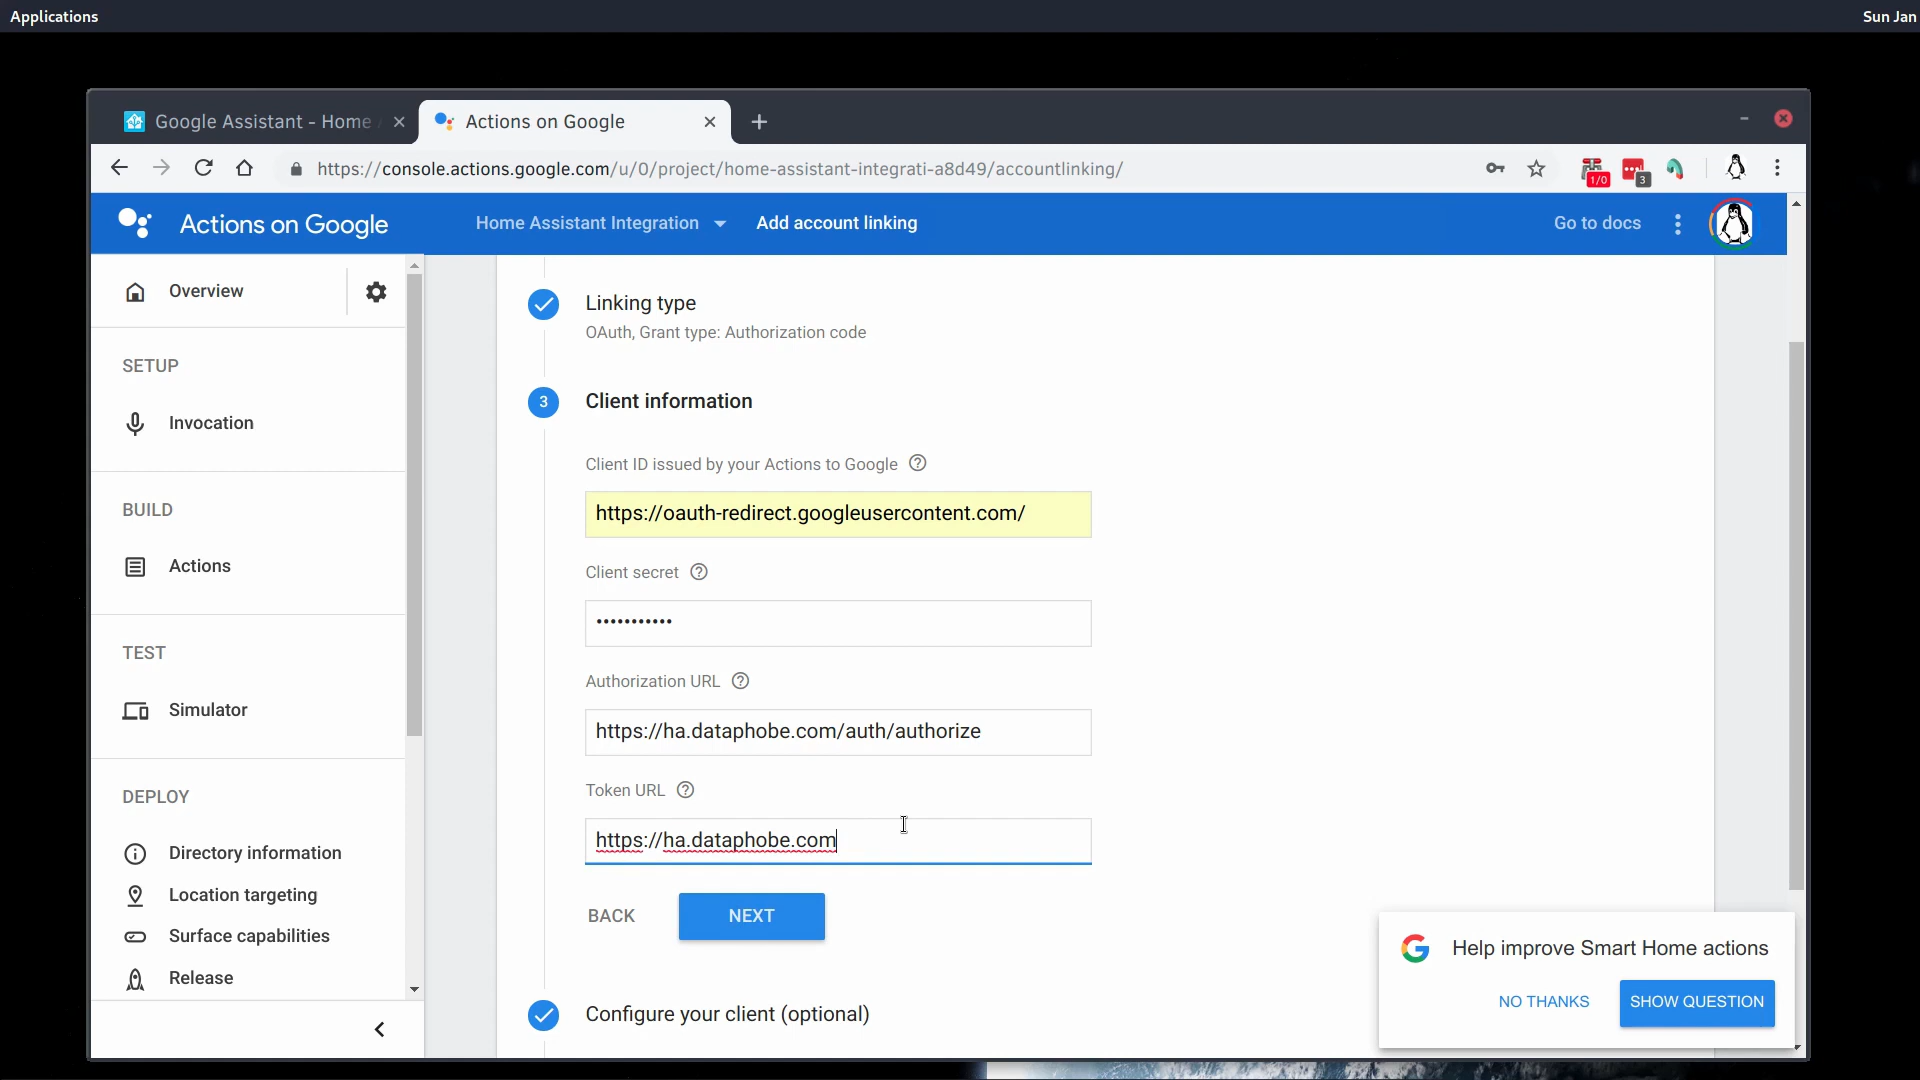 Applications
Sun Jan
Google Assistant - Home
Actions on Google
https://console.actions.google.com/u/0/project/home-assistant-integrati-a8d49/accountlinking/
1/0
3
Actions on Google
Home Assistant Integration
Add account linking
Go to docs
Overview
SETUP
Invocation
BUILD
Actions
TEST
Simulator
DEPLOY
Directory information
Location targeting
Surface capabilities
Release
Linking type
OAuth, Grant type: Authorization code
3
Client information
Client ID issued by your Actions to Google
https://oauth-redirect.googleusercontent.com/
Client secret
•••••••••••
Authorization URL
https://ha.dataphobe.com/auth/authorize
Token URL
https://ha.dataphobe.com
BACK
NEXT
Configure your client (optional)
Help improve Smart Home actions
NO THANKS
SHOW QUESTION